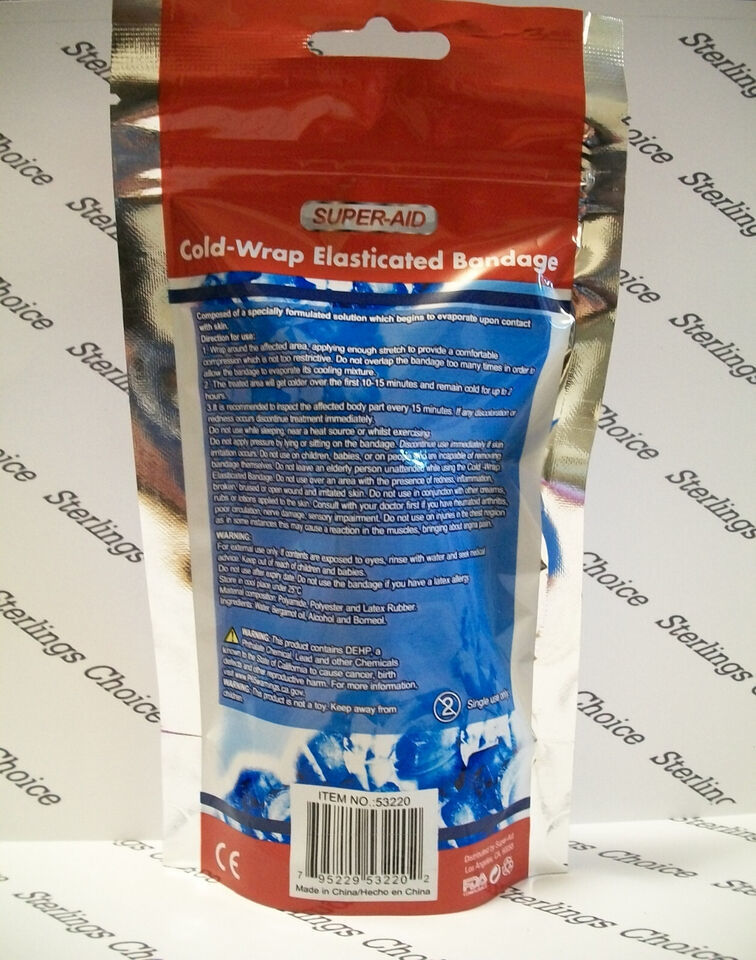 SUPER-AID
Cold-Wrap Elasticated Bandage
Composed of a specially formulated solution which begins to evaporate upon contact
with skin.
Direction for use:
1. Wrap around the affected area, applying enough stretch to provide a comfortable
compression which is not too restrictive. Do not overlap the bandage too many times in order to
allow the bandage to evaporate its cooling mixture.
2. The treated area will get colder over the first 10-15 minutes and remain cold for up to 2
hours.
3.It is recommended to inspect the affected body part every 15 minutes. If any discoloration or
redness occurs discontinue treatment immediately.
Do not use while sleeping, near a heat source or whilst exercising.
Do not apply pressure by lying or sitting on the bandage. Discontinue use immediately if skin
irritation occurs. Do not use on children, babies, or on people who are incapable of removing
bandage themselves. Do not leave an elderly person unattended while using the Cold-Wrap
Elasticated Bandage. Do not use over an area with the presence of redness, inflammation,
broken, bruised or open wound and irritated skin. Do not use in conjunction with other creams,
rubs or lotions applied to the skin. Consult with your doctor first if you have rheumatoid arthritis,
poor circulation, nerve damage, sensory impairment. Do not use on injuries in the chest region
as in some instances this may cause a reaction in the muscles, bringing about angina pain.
WARNING:
For external use only. If contents are exposed to eyes, rinse with water and seek medical
advice. Keep out of reach of children and babies.
Do not use after expiry date. Do not use the bandage if you have a latex allergy.
Store in cool place under 25°C
Material composition: Polyamide, Polyester and Latex Rubber.
Ingredients: Water, Bergamot oil, Alcohol and Borneol.
WARNING: This product contains DEHP, a
Phthalate Chemical, Lead and other Chemicals
known to the State of California to cause cancer, birth
defects and other reproductive harm. For more information,
visit www.P65warnings.ca.gov.
WARNING: This product is not a toy. Keep away from
children.
2 Single use only
ITEM NO.:53220
7 95229 53220 2
Made in China/Hecho en China
CE
Distributed by Super-Aid
Los Angeles, CA,
FDA
Sterlings Choice
Sterlings Choice
Sterlings Choice
Sterlings Choice
Sterlings Choice
Sterlings Choice